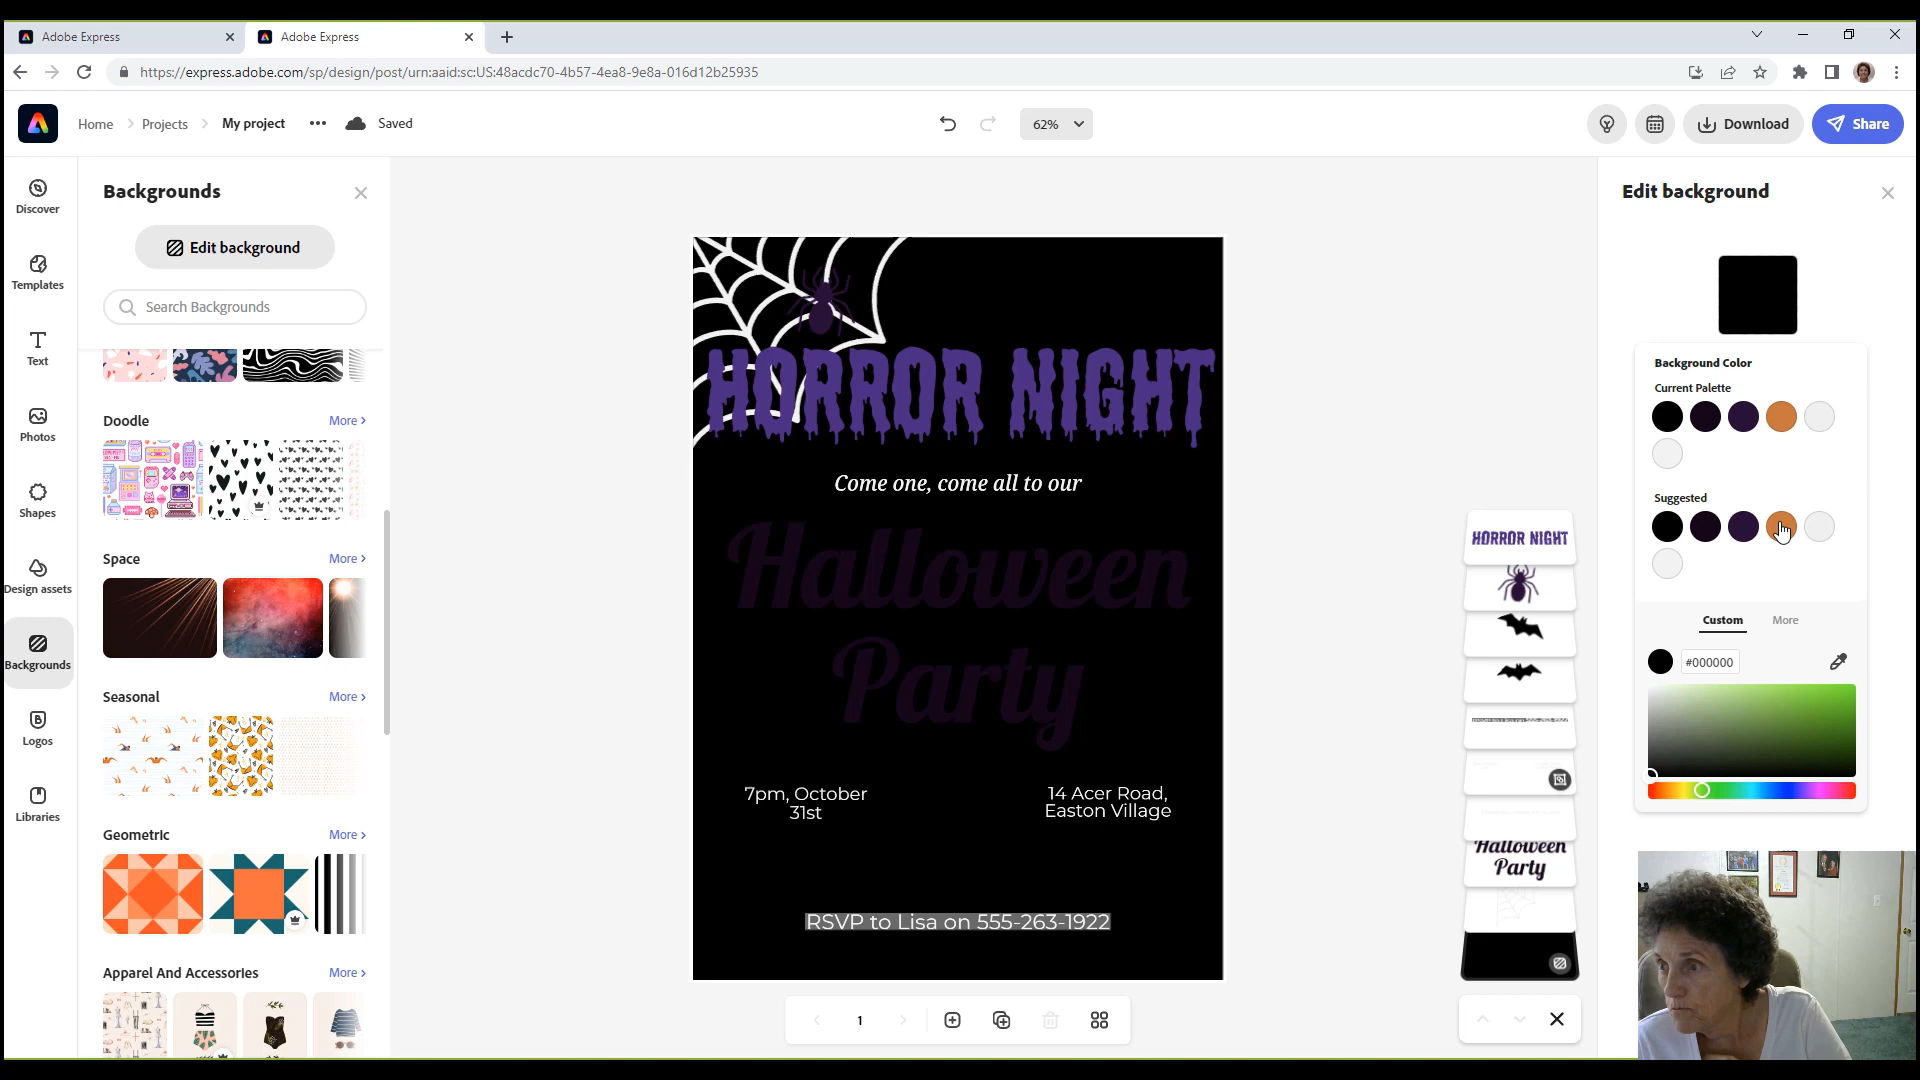 Adobe Express
Adobe Express
https://express.adobe.com/sp/design/post/urn:aaid:sc:US:48acdc70-4b57-4ea8-9e8a-016d12b25935
Home
Projects
My project
Saved
62%
Download
Share
Discover
Templates
Text
Photos
Shapes
Design assets
Backgrounds
Logos
Libraries
Backgrounds
Edit background
Search Backgrounds
Doodle
More
Space
More
Seasonal
More
Geometric
More
Apparel And Accessories
More
HORROR NIGHT
Come one, come all to our
Halloween
Party
7pm, October
31st
14 Acer Road,
Easton Village
RSVP to Lisa on 555-263-1922
1
HORROR NIGHT
Halloween
Party
Edit background
Background Color
Current Palette
Suggested
Custom
More
#000000